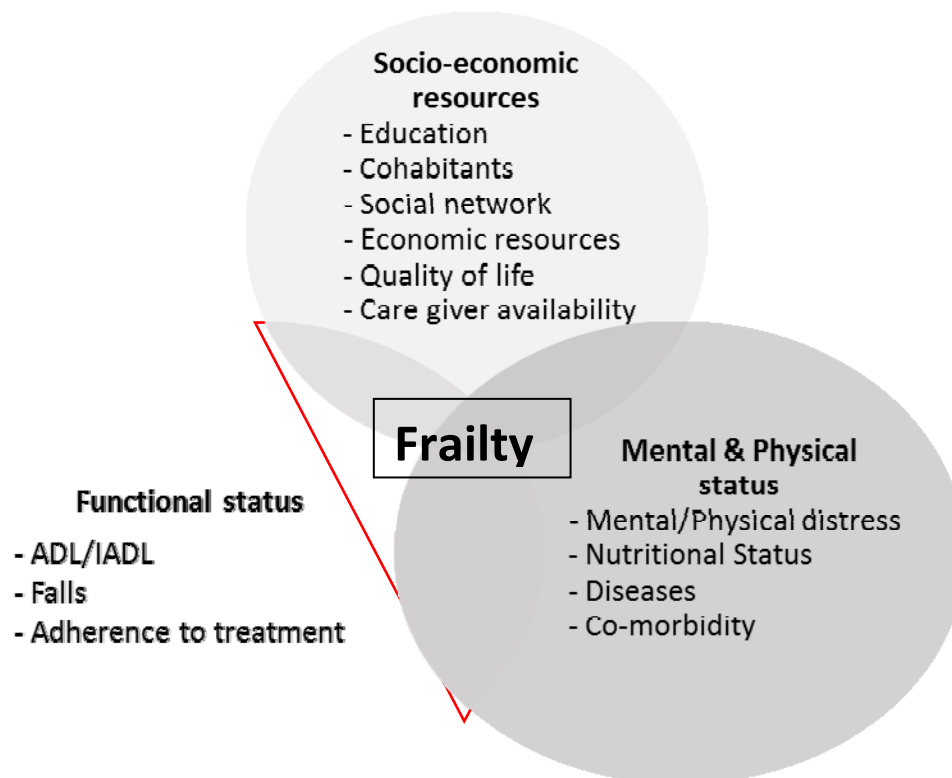 Socio-economic
resources
- Education
- Cohabitants
- Social network
- Economic resources
- Quality of life
- Care giver availability
Frailty
Mental & Physical
status
- Mental/Physical distress
- Nutritional Status
- Diseases
- Co-morbidity
Functional status
- ADL/IADL
- Falls
- Adherence to treatment